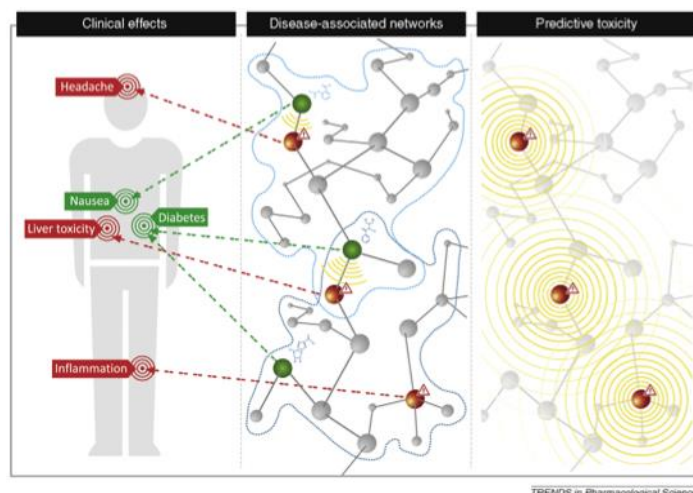 Clinical effects
Disease-associated networks
Predictive toxicity
Headache
Nausea
Diabetes
Liver toxicity
Inflammation
TRENDS in Pharmacological Sciences